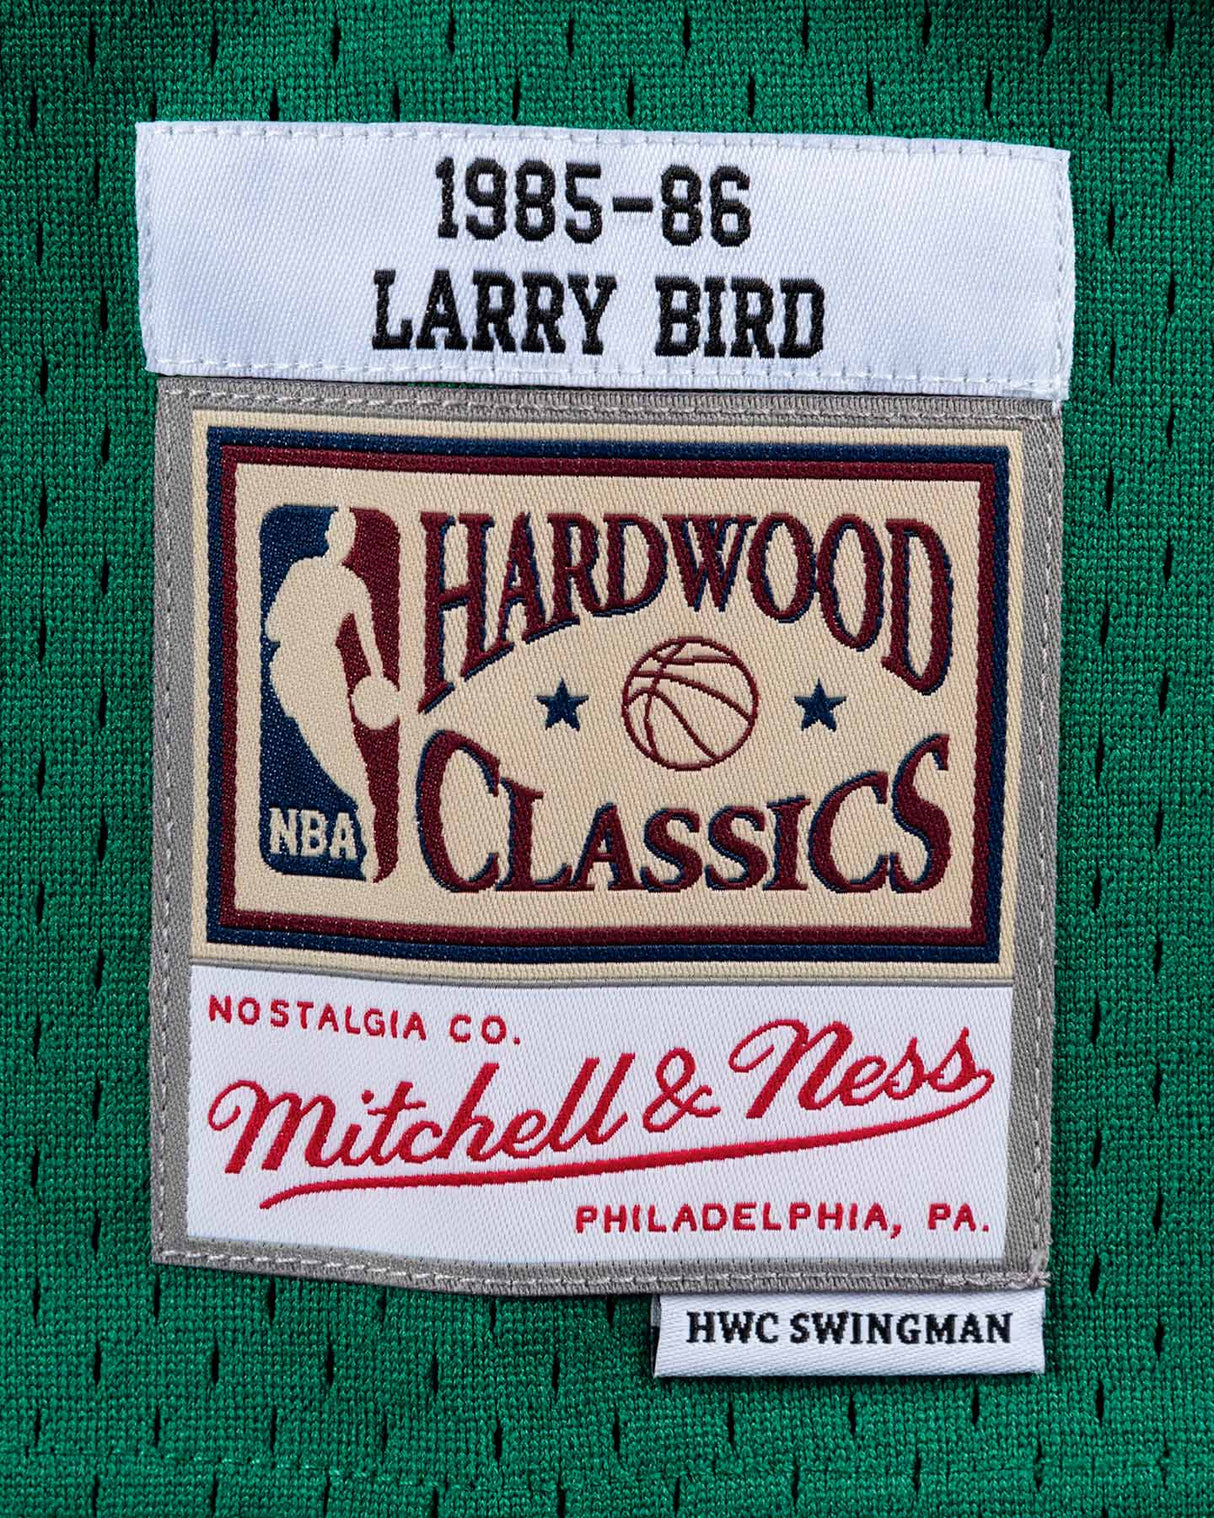 1985-86
LARRY BIRD
HARDWOOD
CLASSICS
NBA
NOSTALGIA CO.
Mitchell & Ness
PHILADELPHIA, PA.
HWC SWINGMAN